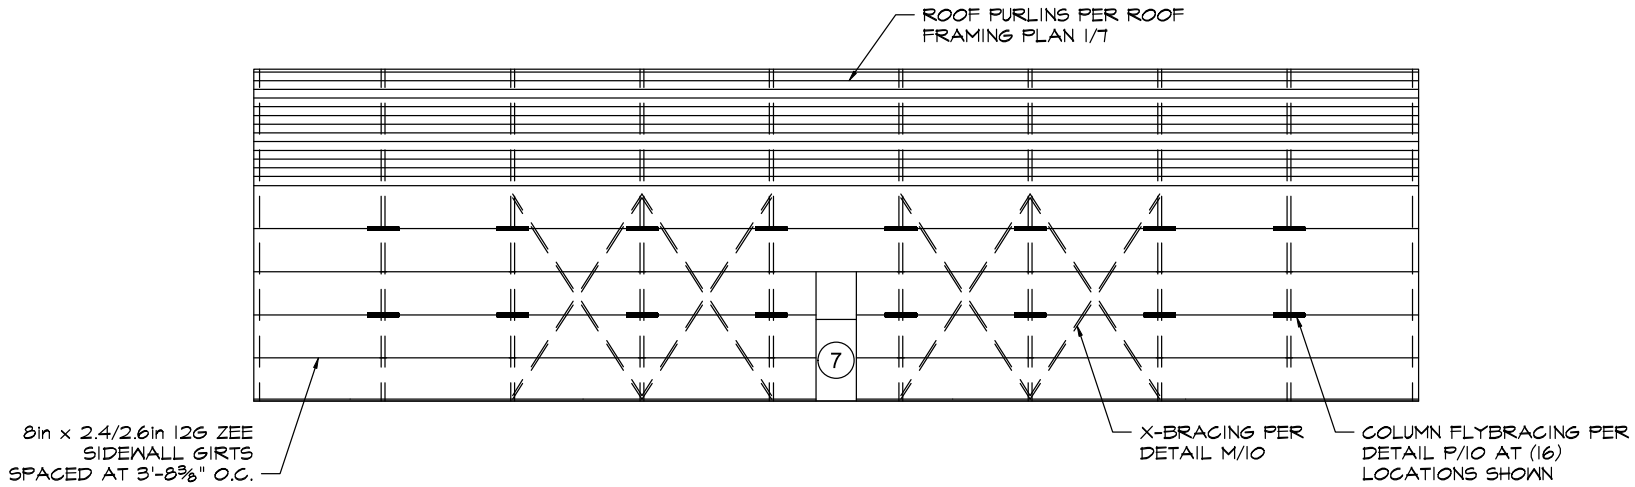 ROOF PURLINS PER ROOF
FRAMING PLAN 1/7
7
8in x 2.4/2.6in 12G ZEE
SIDEWALL GIRTS
SPACED AT 3'-8⅜" O.C.
X-BRACING PER
DETAIL M/10
COLUMN FLYBRACING PER
DETAIL P/10 AT (16)
LOCATIONS SHOWN